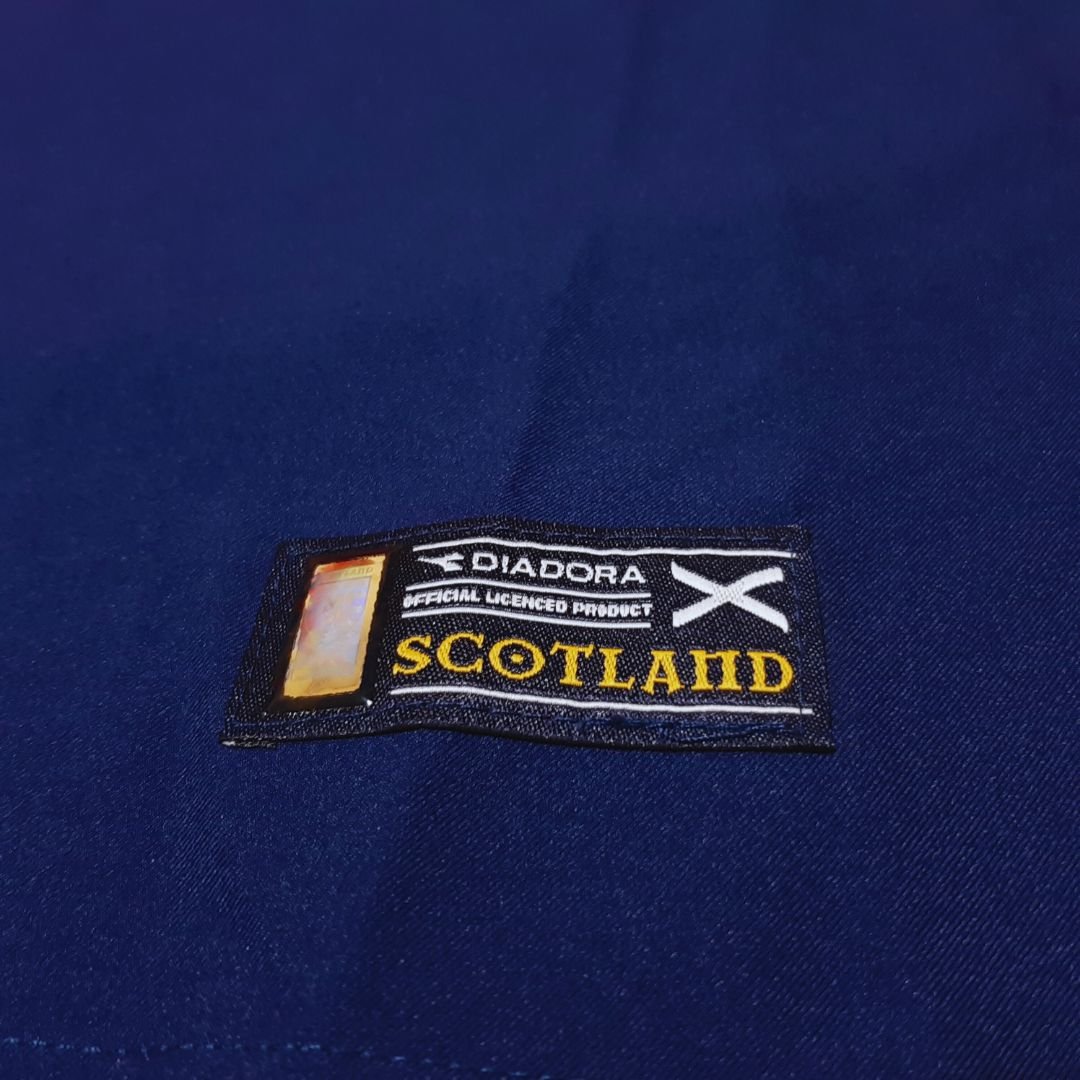 DIADORA
OFFICIAL LICENCED PRODUCT
SCOTLAND